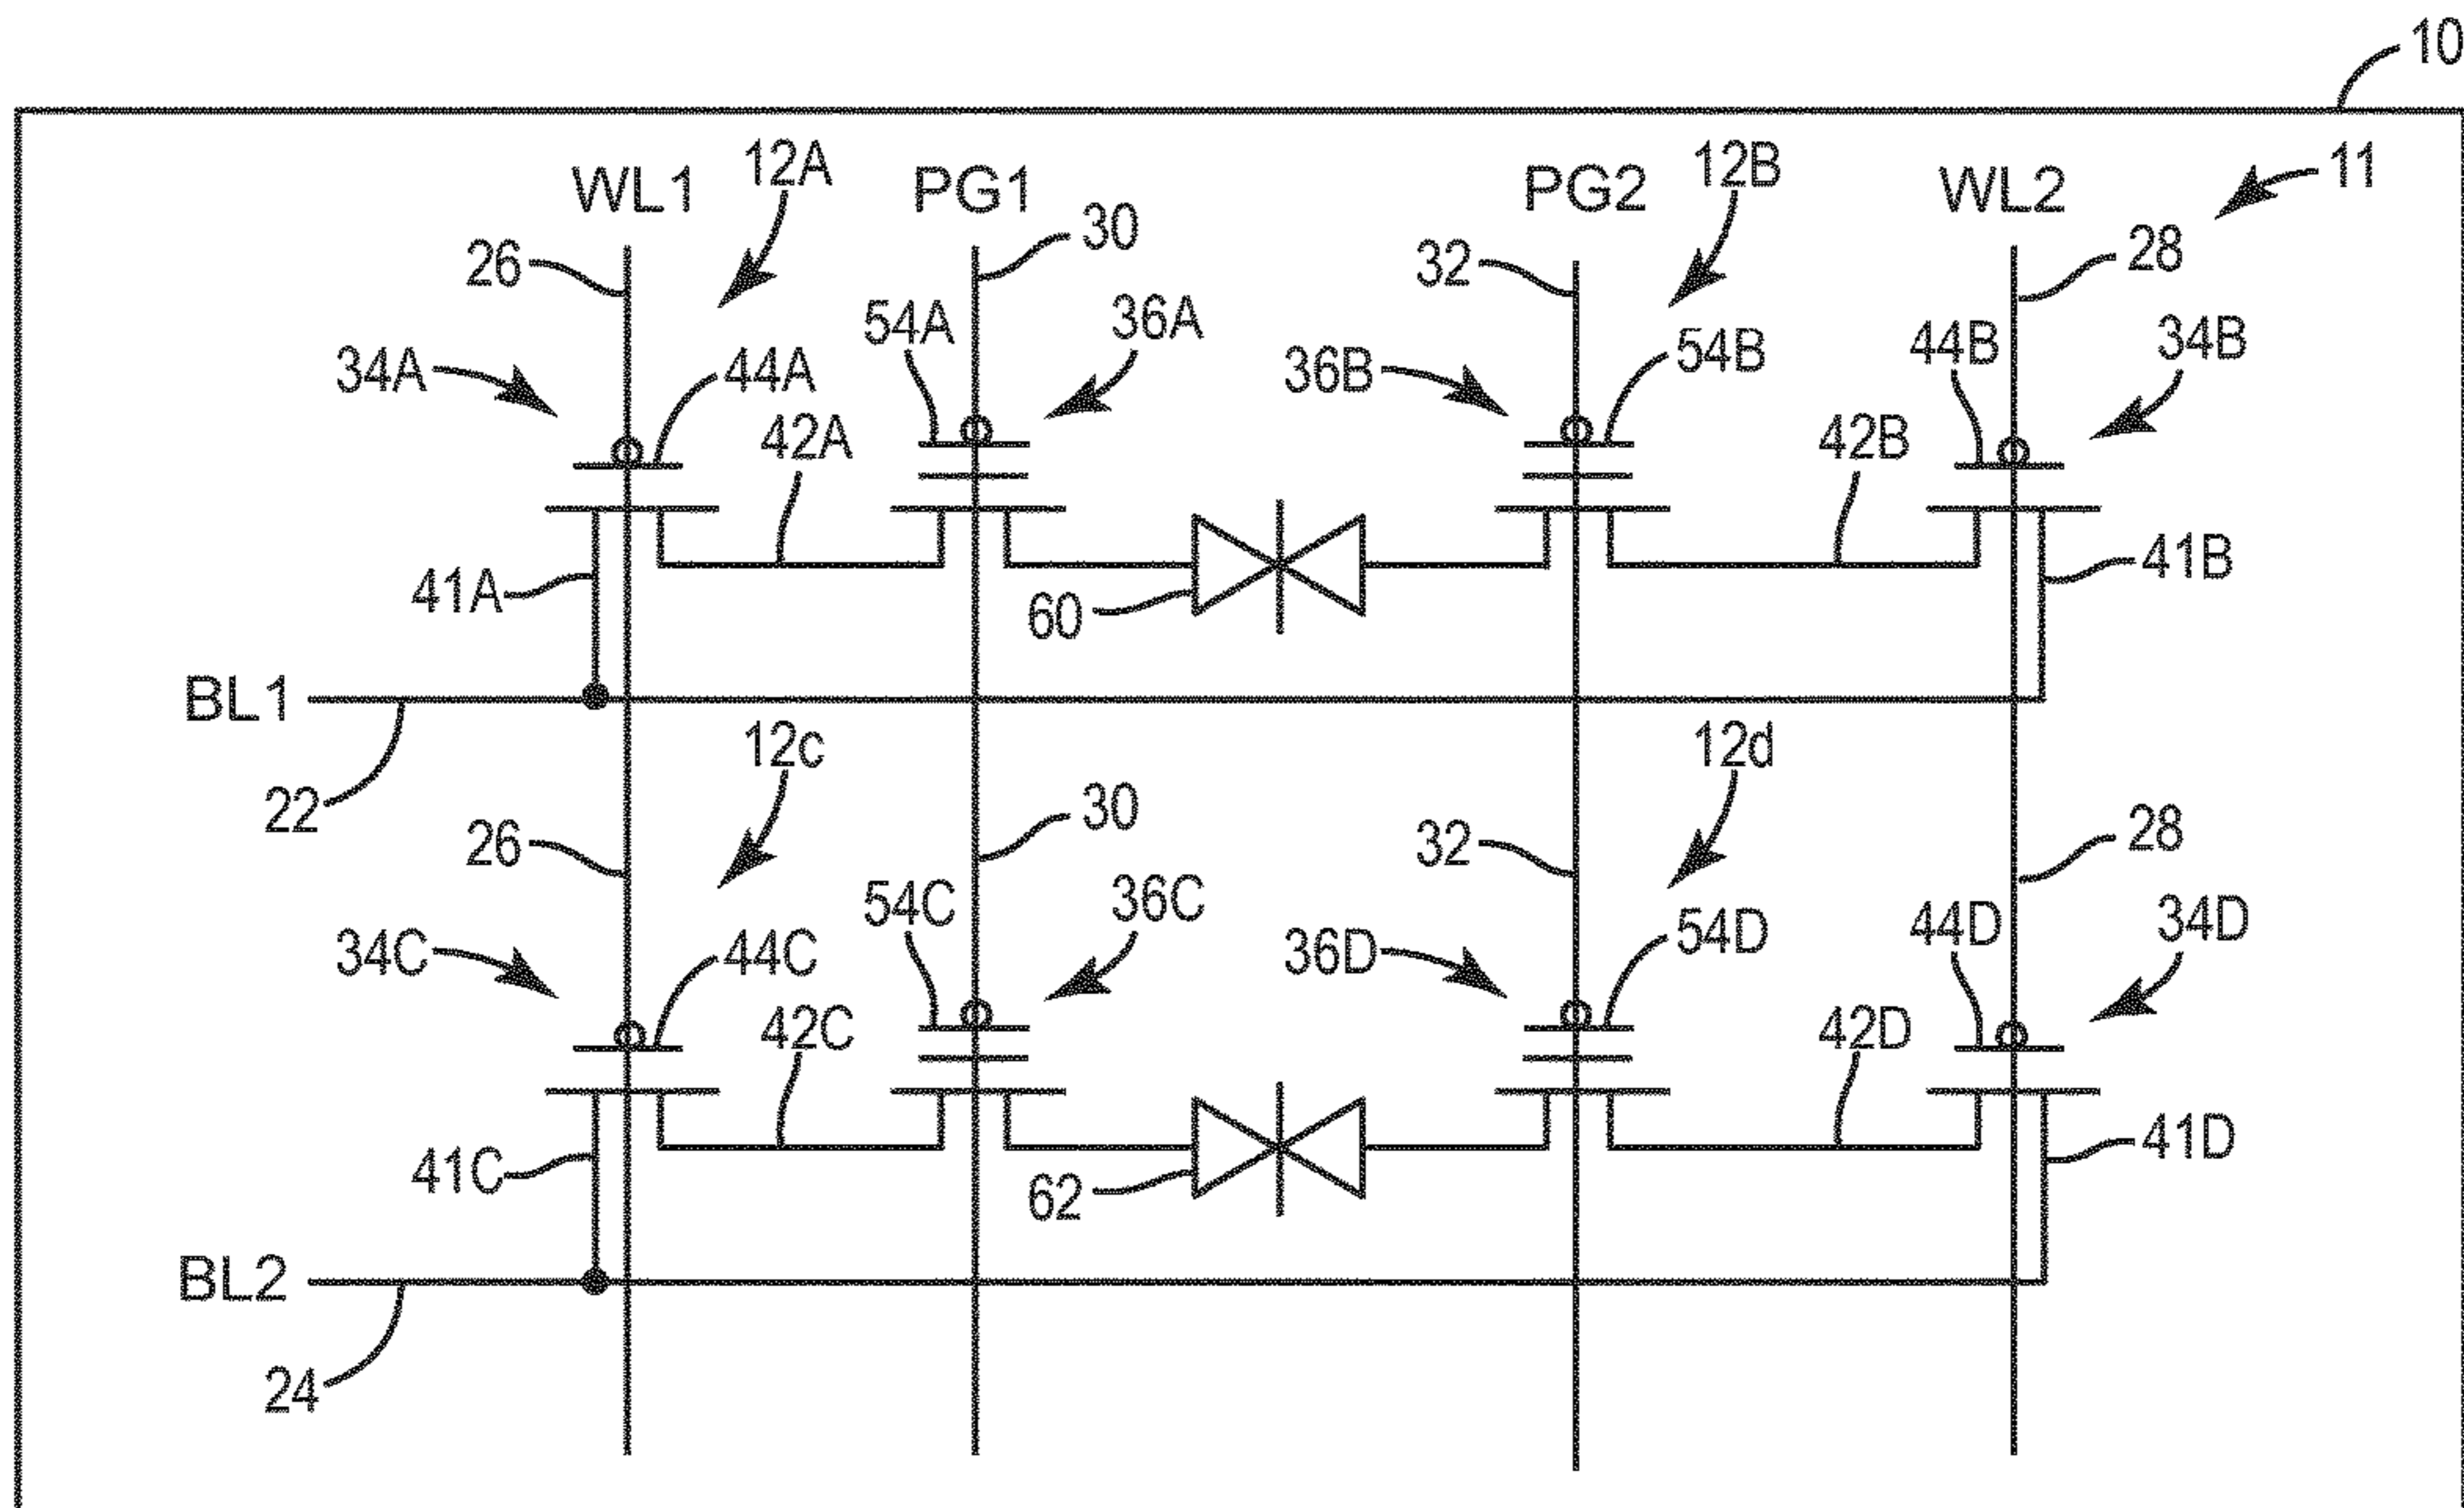 10
WL1 12A PG1 PG2 12B WL2 11
26 30 32 28
34A 44A 54A 36A 36B 54B 44B 34B
42A 42B
41A 60 41B
BL1
22 12c 12d
26 30 32 28
34C 44C 54C 36C 36D 54D 44D 34D
42C 42D
41C 62 41D
BL2
24